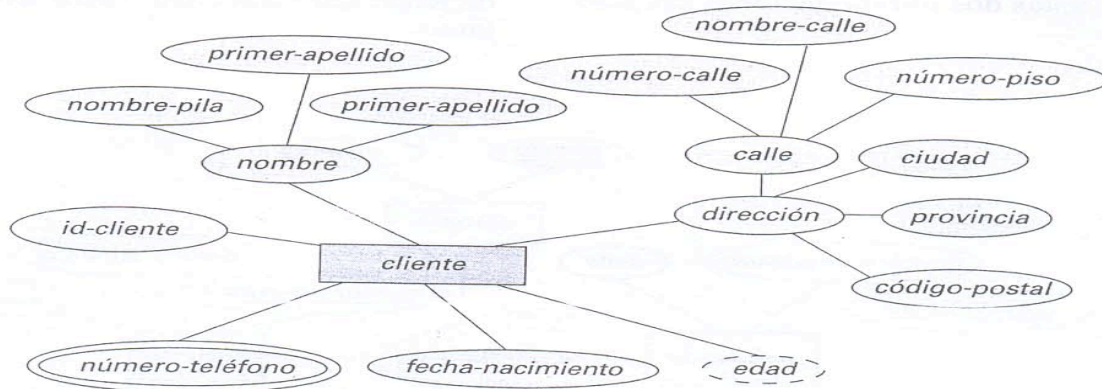 nombre-calle
primer-apellido
número-calle
número-piso
nombre-pila
primer-apellido
nombre
calle
ciudad
id-cliente
dirección
provincia
cliente
código-postal
número-teléfono
fecha-nacimiento
edad